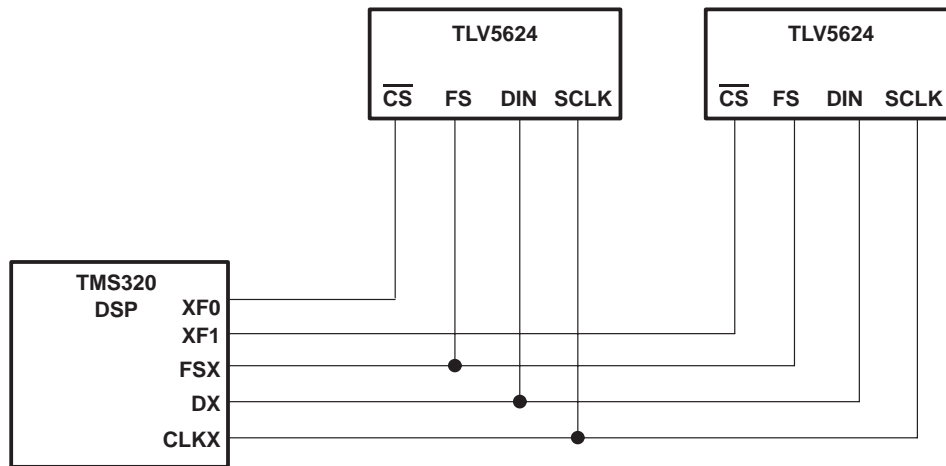 TLV5624
CS FS DIN SCLK
TLV5624
CS FS DIN SCLK
TMS320
DSP
XF0
XF1
FSX
DX
CLKX